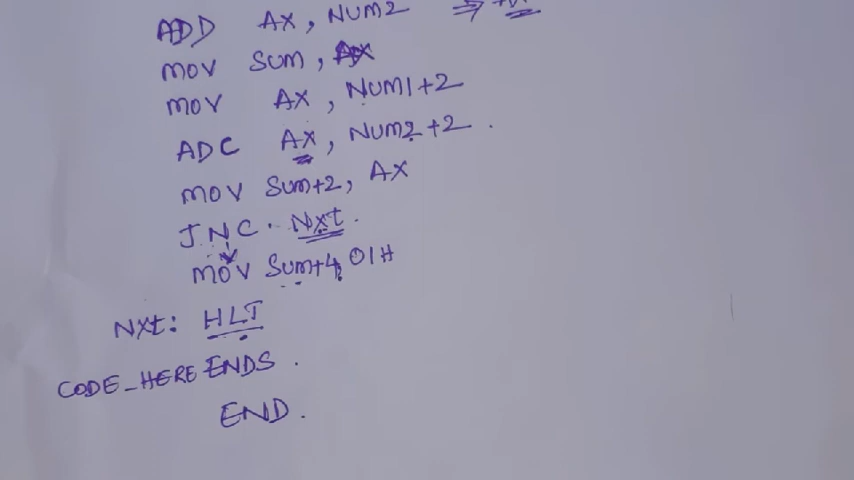 ADD AX, NUM2 ⇒
MOV SUM, AX
MOV AX, NUM1+2
ADC AX, NUM2+2.
MOV SUM+2, AX
JNC. Nxt.
MOV SUM+4, 01H
Nxt: HLT
CODE_HERE ENDS.
END.